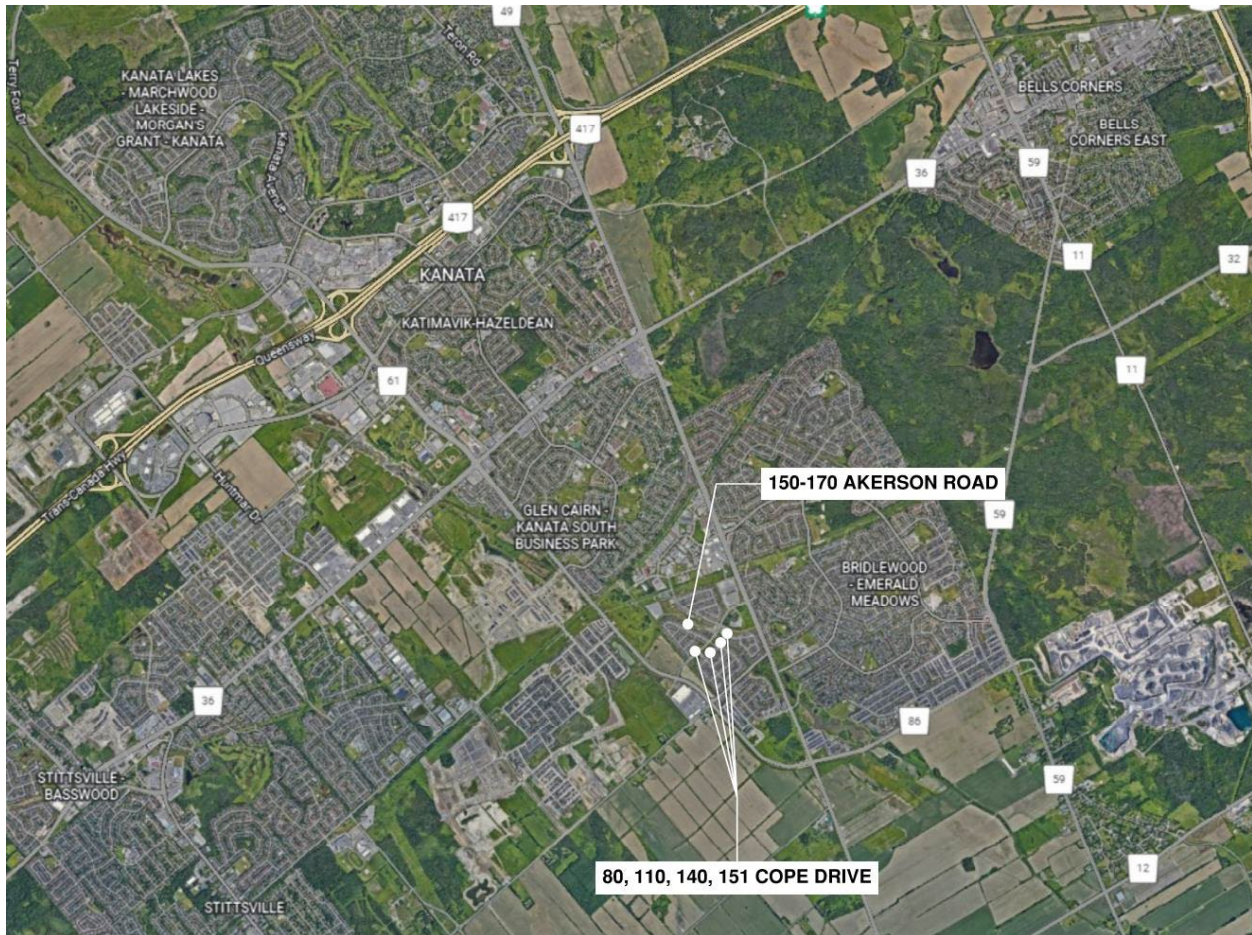 49
Teron Rd
Terry Fox Dr
KANATA LAKES
- MARCHWOOD
LAKESIDE -
MORGAN'S
GRANT - KANATA
Kanata Avenue
BELLS CORNERS
BELLS
CORNERS EAST
417
59
36
417
11
32
KANATA
KATIMAVIK-HAZELDEAN
Queensway
61
11
Trans-Canada Hwy
Huntmar Dr
150-170 AKERSON ROAD
GLEN CAIRN -
KANATA SOUTH
BUSINESS PARK
59
BRIDLEWOOD
- EMERALD
MEADOWS
36
86
STITTSVILLE -
BASSWOOD
59
80, 110, 140, 151 COPE DRIVE
12
STITTSVILLE